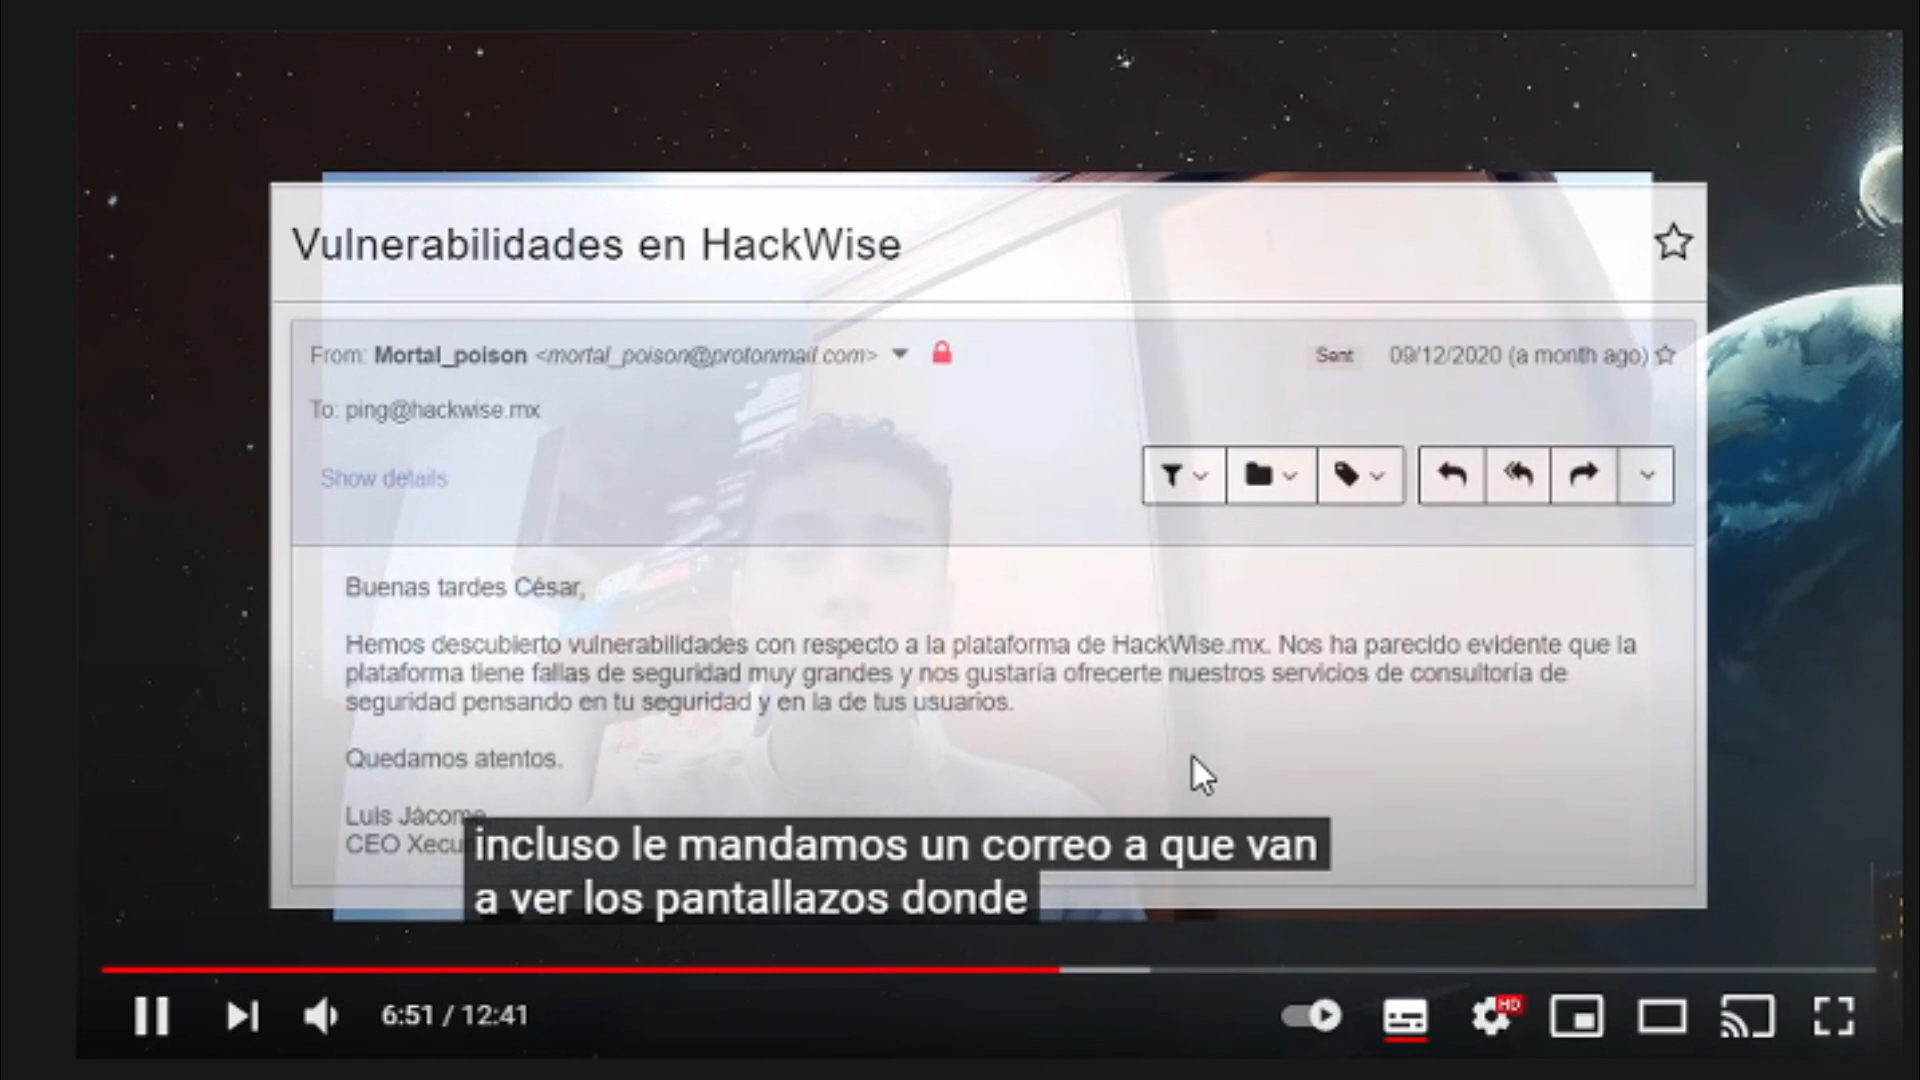 Vulnerabilidades en HackWise
From: Mortal_poison <mortal_poison@protonmail.com>
Sent 09/12/2020 (a month ago)
To: ping@hackwise.mx
Show details
Buenas tardes César,
Hemos descubierto vulnerabilidades con respecto a la plataforma de HackWise.mx. Nos ha parecido evidente que la
plataforma tiene fallas de seguridad muy grandes y nos gustaría ofrecerte nuestros servicios de consultoría de
seguridad pensando en tu seguridad y en la de tus usuarios.
Quedamos atentos.
Luis Jácome
CEO
incluso le mandamos un correo a que van
a ver los pantallazos donde
6:51 / 12:41
HD